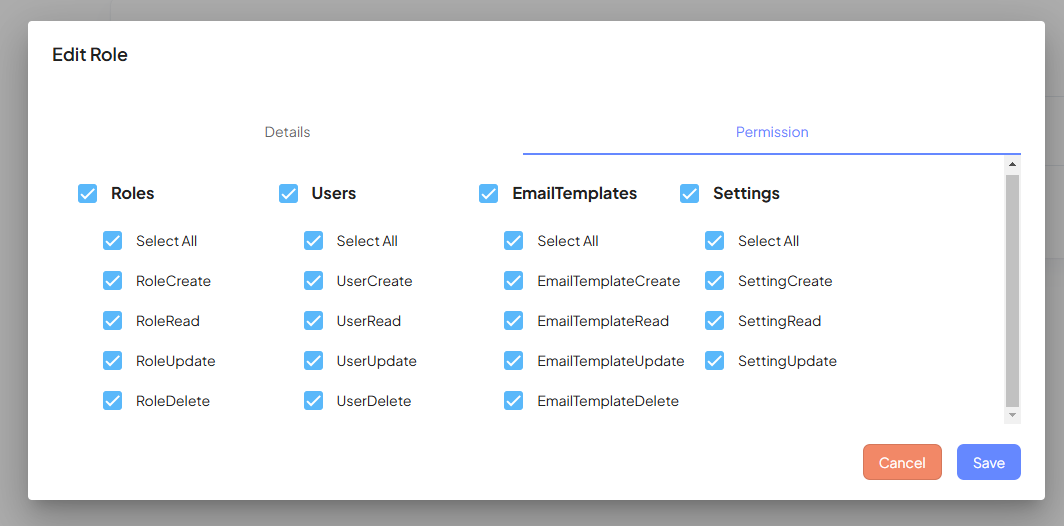 Edit Role
Details Permission
Roles Users EmailTemplates Settings
Select All Select All Select All Select All
RoleCreate UserCreate EmailTemplateCreate SettingCreate
RoleRead UserRead EmailTemplateRead SettingRead
RoleUpdate UserUpdate EmailTemplateUpdate SettingUpdate
RoleDelete UserDelete EmailTemplateDelete
Cancel Save